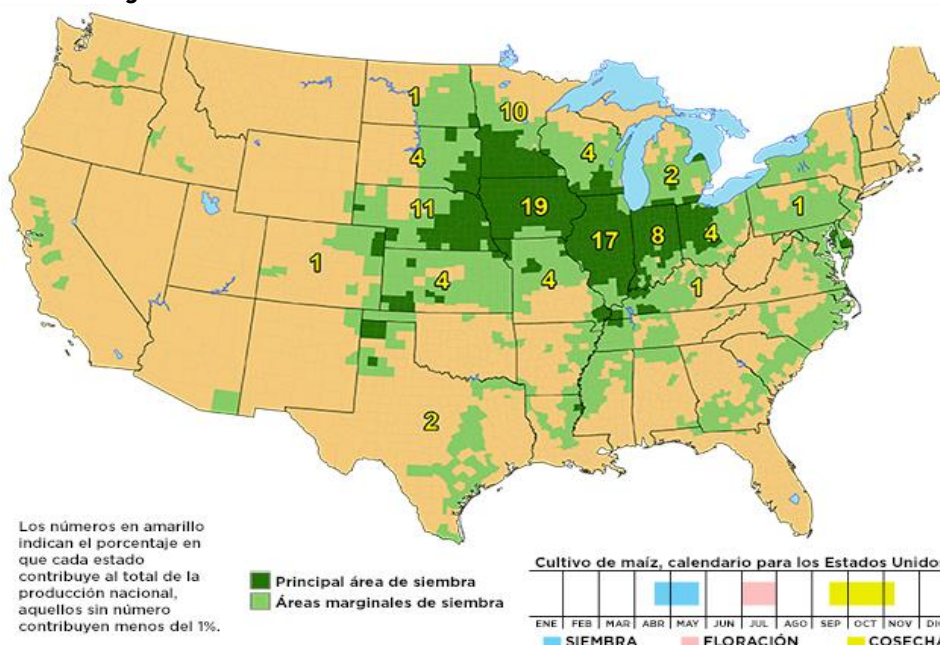 1
10
4
4
2
11
19
1
17
8
4
1
4
4
1
2
Los números en amarillo
indican el porcentaje en
que cada estado
contribuye al total de la
producción nacional,
aquellos sin número
contribuyen menos del 1%.
Principal área de siembra
Áreas marginales de siembra
Cultivo de maíz, calendario para los Estados Unidos
ENE FEB MAR ABR MAY JUN JUL AGO SEP OCT NOV DI
SIEMBRA FLORACIÓN COSECHA